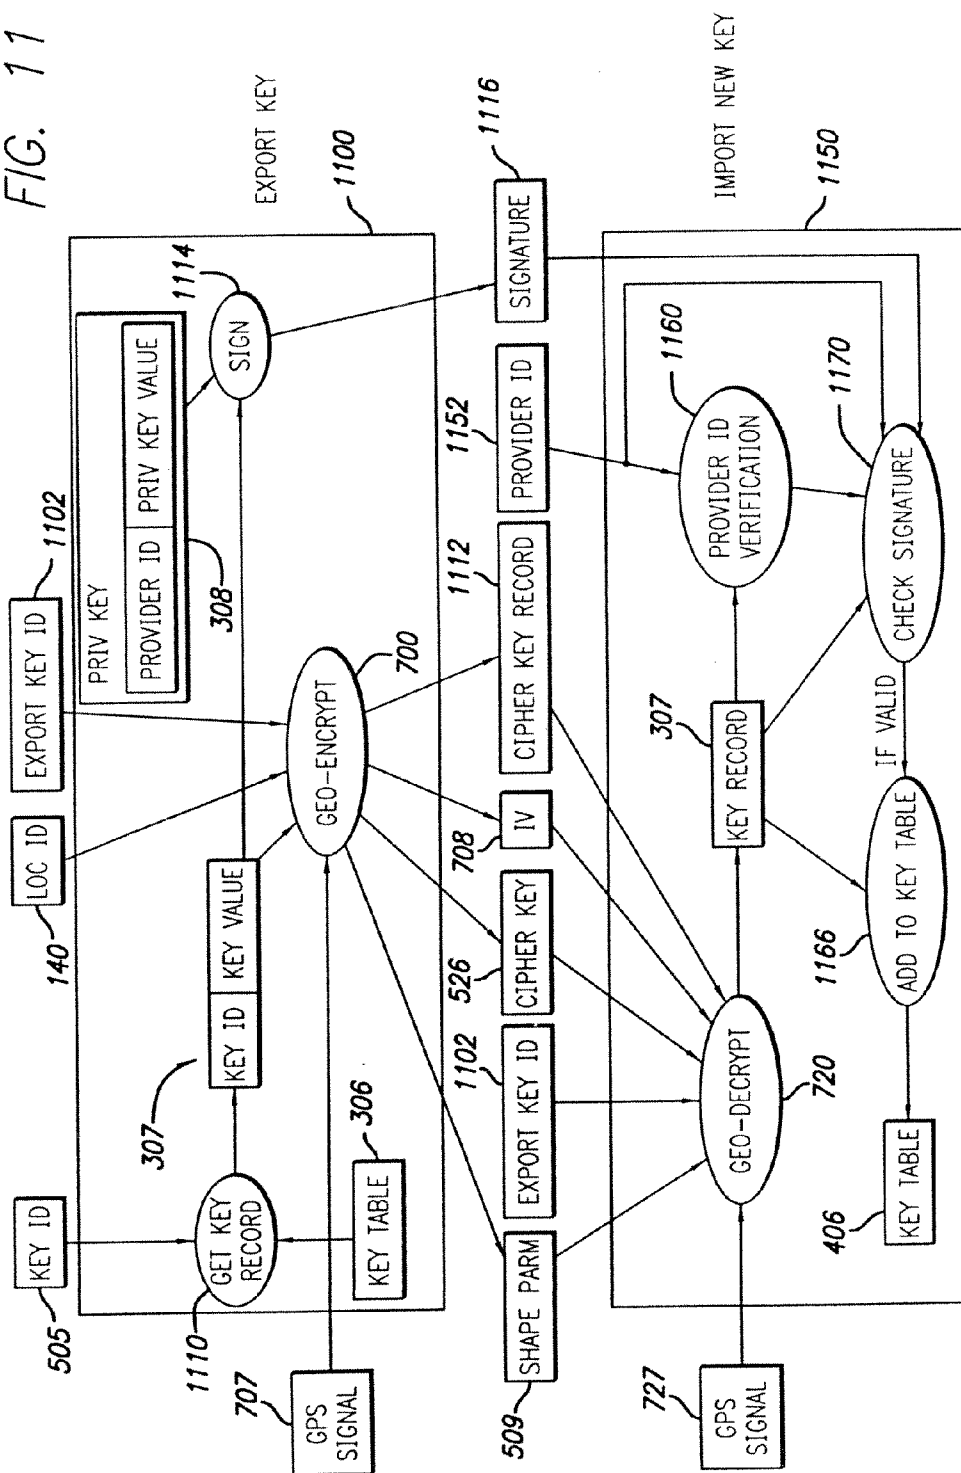 FIG. 11
505
KEY ID
140
LOC ID
EXPORT KEY ID
1102
EXPORT KEY
1100
1110
GET KEY
RECORD
307
KEY ID
KEY VALUE
KEY TABLE
306
PRIV KEY
PROVIDER ID
PRIV KEY VALUE
308
SIGN
1114
GEO-ENCRYPT
700
707
GPS
SIGNAL
509
SHAPE PARM
1102
EXPORT KEY ID
526
CIPHER KEY
708
IV
CIPHER KEY RECORD
1112
PROVIDER ID
1152
SIGNATURE
1116
IMPORT NEW KEY
1150
727
GPS
SIGNAL
GEO-DECRYPT
720
KEY RECORD
307
PROVIDER ID
VERIFICATION
1160
CHECK SIGNATURE
1170
IF VALID
ADD TO KEY TABLE
1166
KEY TABLE
406